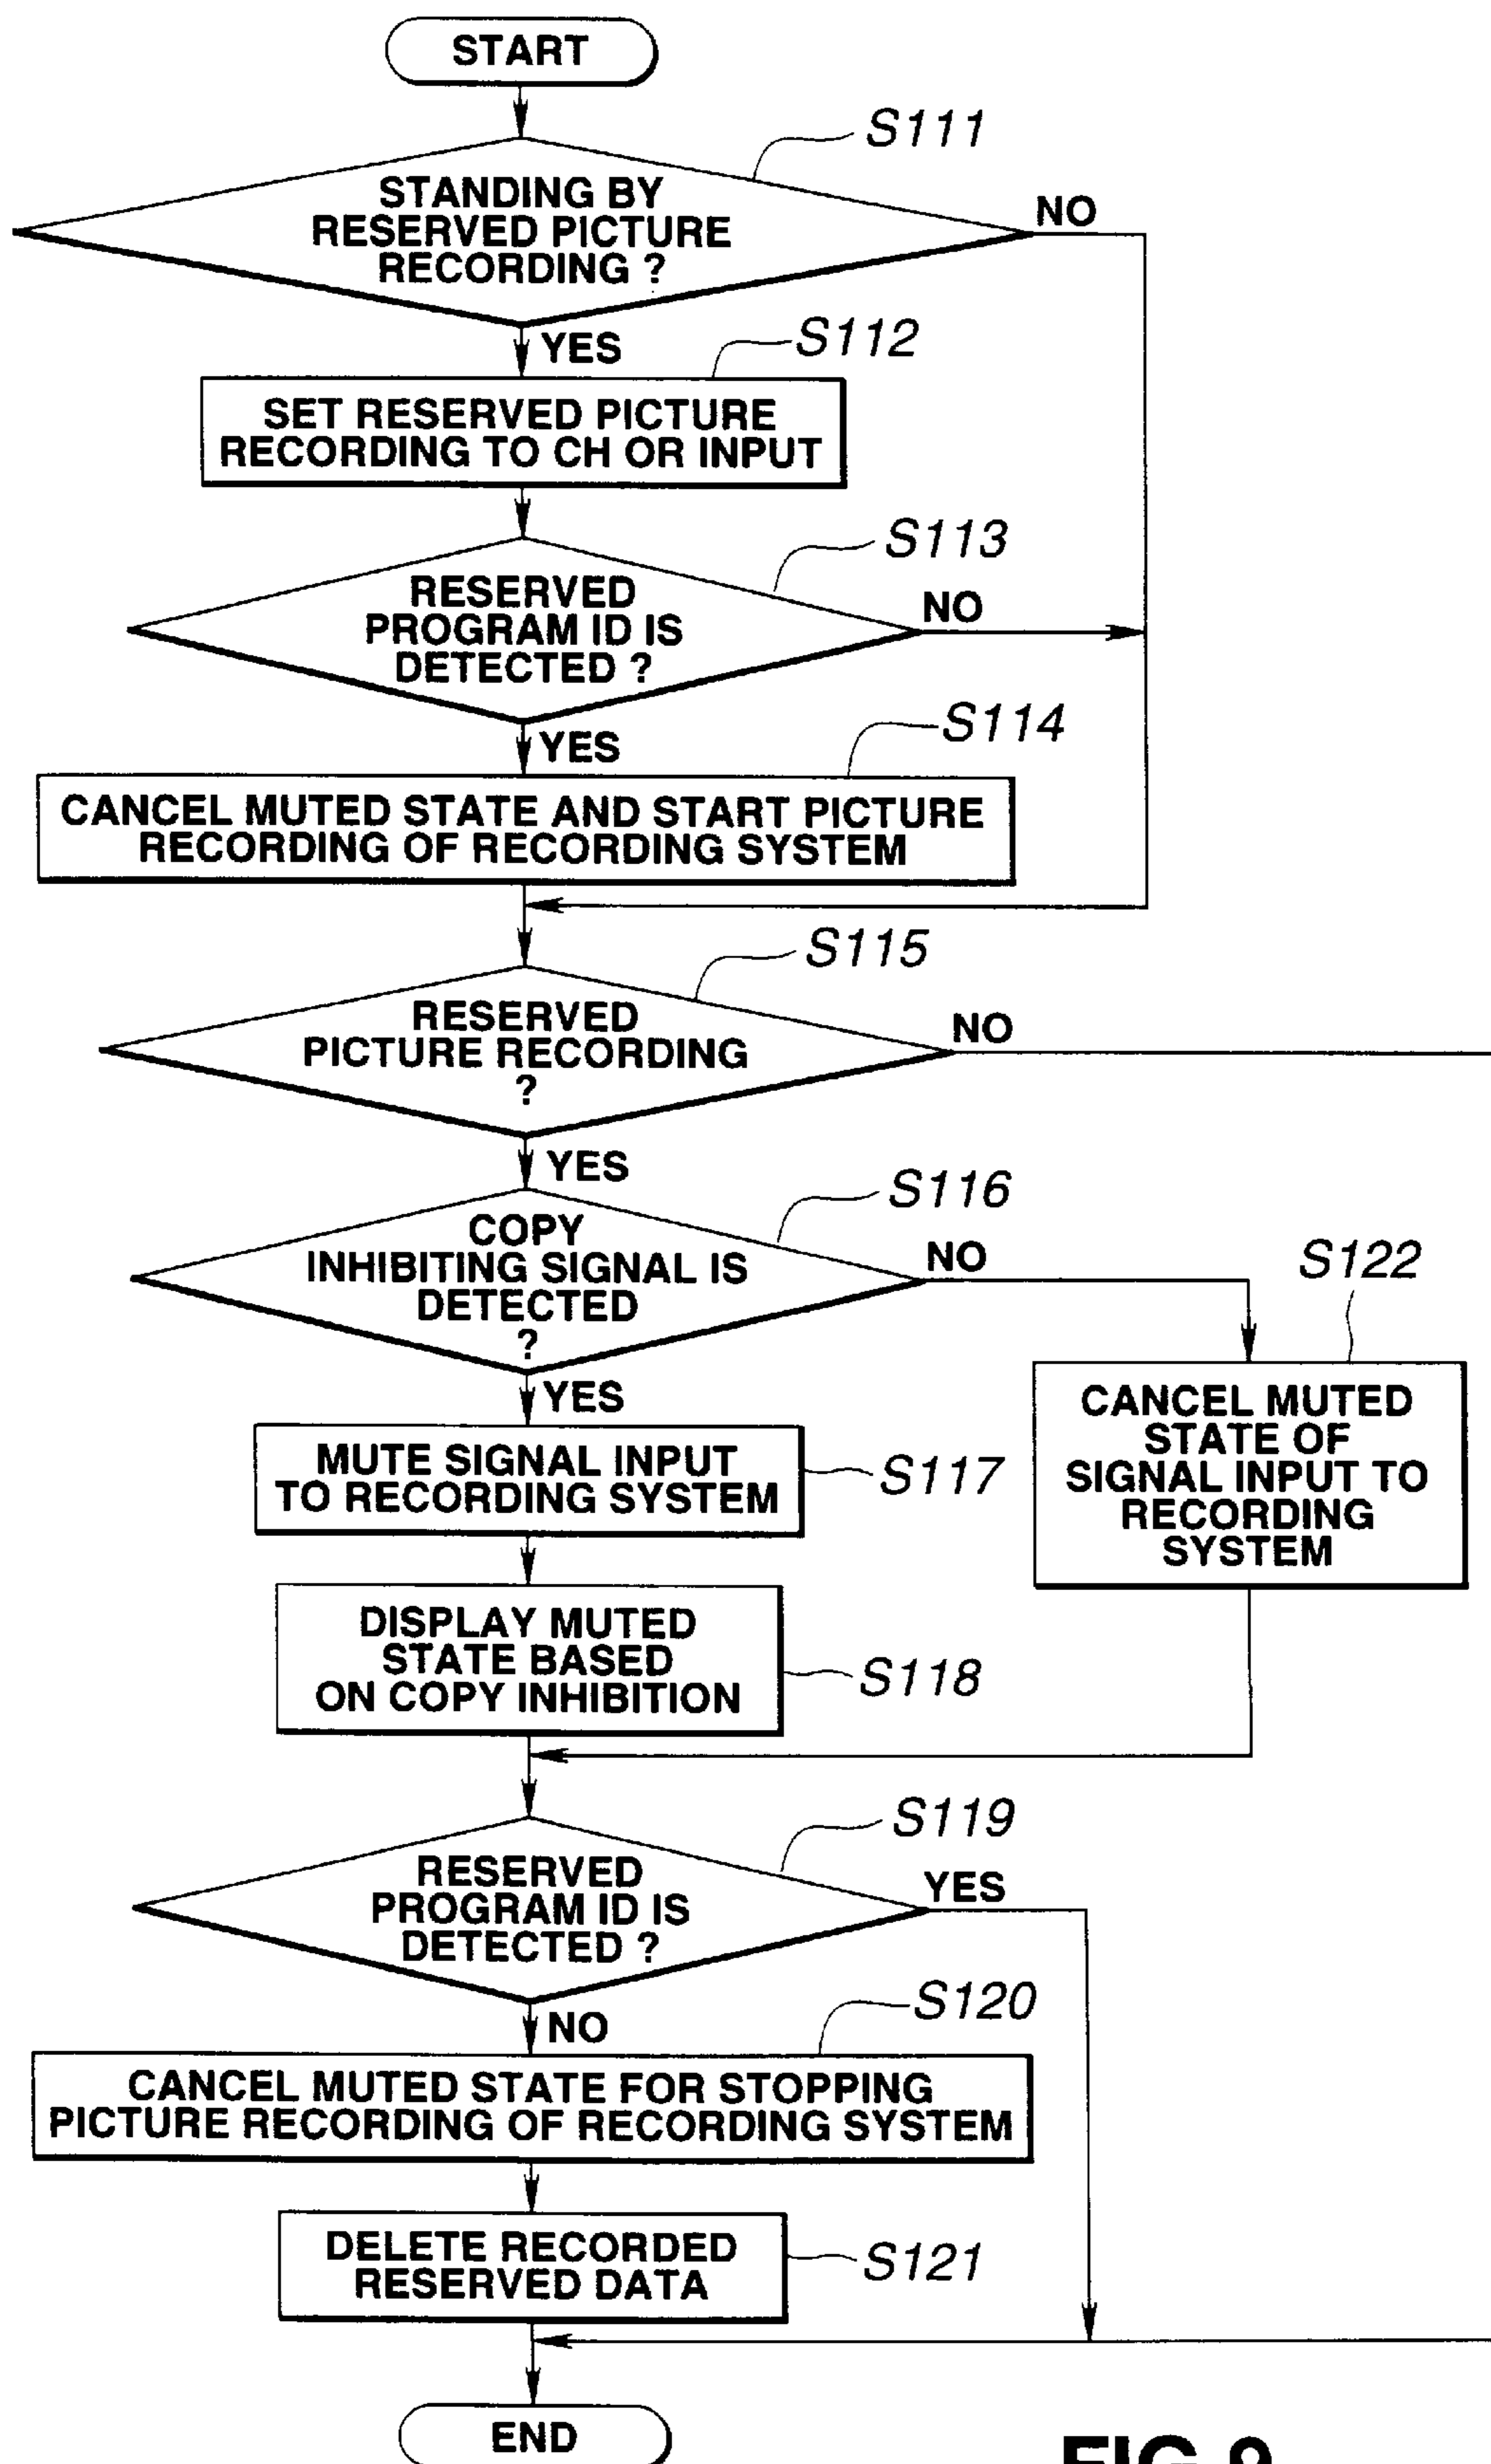 START
S111
STANDING BY
RESERVED PICTURE
RECORDING ?
NO
YES
S112
SET RESERVED PICTURE
RECORDING TO CH OR INPUT
S113
RESERVED
PROGRAM ID IS
DETECTED ?
NO
YES
S114
CANCEL MUTED STATE AND START PICTURE
RECORDING OF RECORDING SYSTEM
S115
RESERVED
PICTURE RECORDING
?
NO
YES
S116
COPY
INHIBITING SIGNAL IS
DETECTED
?
NO
YES
S122
CANCEL MUTED
STATE OF
SIGNAL INPUT TO
RECORDING
SYSTEM
MUTE SIGNAL INPUT
TO RECORDING SYSTEM
S117
DISPLAY MUTED
STATE BASED
ON COPY INHIBITION
S118
S119
RESERVED
PROGRAM ID IS
DETECTED ?
YES
NO
S120
CANCEL MUTED STATE FOR STOPPING
PICTURE RECORDING OF RECORDING SYSTEM
DELETE RECORDED
RESERVED DATA
S121
END